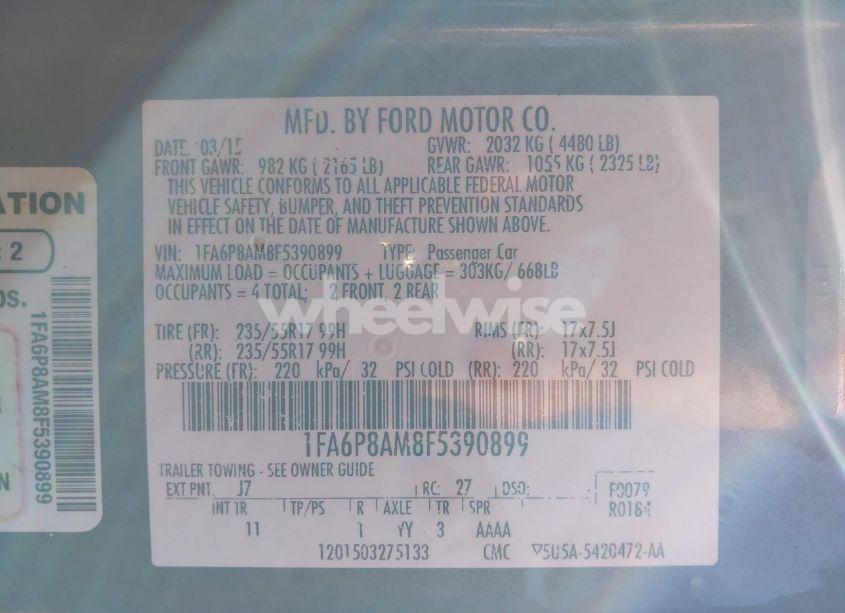 MFD. BY FORD MOTOR CO.
DATE: 03/15 GVWR: 2032 KG ( 4480 LB)
FRONT GAWR: 982 KG ( 2165 LB) REAR GAWR: 1055 KG ( 2325 LB)
THIS VEHICLE CONFORMS TO ALL APPLICABLE FEDERAL MOTOR
VEHICLE SAFETY, BUMPER, AND THEFT PREVENTION STANDARDS
IN EFFECT ON THE DATE OF MANUFACTURE SHOWN ABOVE.
VIN: 1FA6P8AM8F5390899 TYPE: Passenger Car
MAXIMUM LOAD = OCCUPANTS + LUGGAGE = 303KG/ 668LB
OCCUPANTS = 4 TOTAL; 2 FRONT, 2 REAR
wheelwise
TIRE (FR): 235/55R17 99H RIMS (FR): 17x7.5J
(RR): 235/55R17 99H (RR): 17x7.5J
PRESSURE (FR): 220 kPa/ 32 PSI COLD (RR): 220 kPa/ 32 PSI COLD
1FA6P8AM8F5390899
TRAILER TOWING - SEE OWNER GUIDE
EXT PNT: J7 RC: 27 DSO: F0079
INT TR TP/PS R AXLE TR SPR R0184
11 1 YY 3 AAAA
1201503275133 CMC ▽5U5A-5420472-AA
ATION
: 2
OS.
N
1FA6P8AM8F5390899